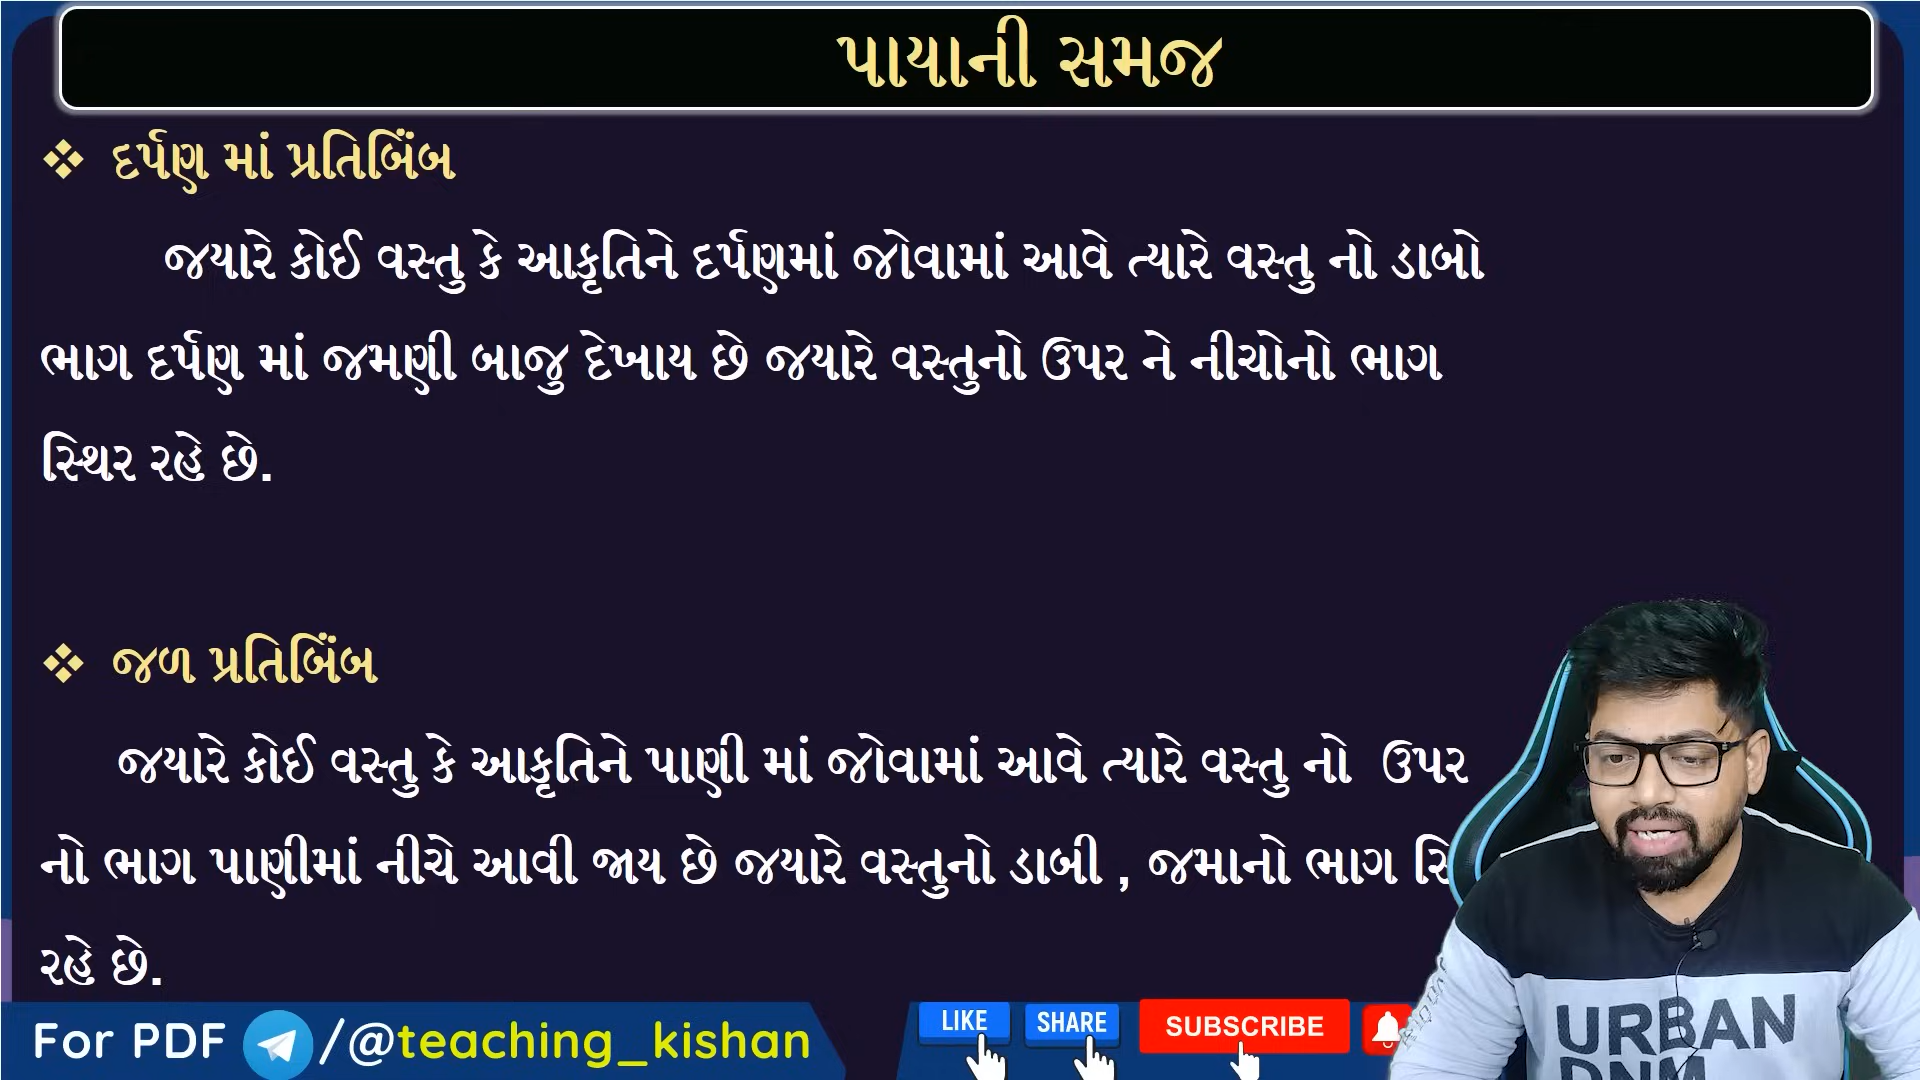 પાયાની સમજ
❖ દર્પણ માં પ્રતિબિંબ
જયારે કોઈ વસ્તુ કે આકૃતિને દર્પણમાં જોવામાં આવે ત્યારે વસ્તુ નો ડાબો
ભાગ દર્પણ માં જમણી બાજુ દેખાય છે જયારે વસ્તુનો ઉપર ને નીચોનો ભાગ
સ્થિર રહે છે.
❖ જળ પ્રતિબિંબ
જયારે કોઈ વસ્તુ કે આકૃતિને પાણી માં જોવામાં આવે ત્યારે વસ્તુ નો ઉપર
નો ભાગ પાણીમાં નીચે આવી જાય છે જયારે વસ્તુનો ડાબી , જમાનો ભાગ
રહે છે.
For PDF /@teaching_kishan
LIKE SHARE SUBSCRIBE
URBAN